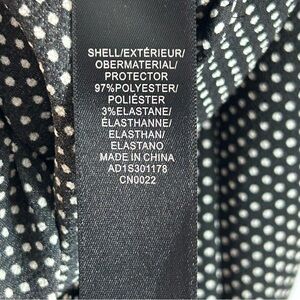 SHELL/EXTÉRIEUR/
OBERMATERIAL/
PROTECTOR
97%POLYESTER/
POLIÉSTER
3%ELASTANE/
ÉLASTHANNE/
ELASTHAN/
ELASTANO
MADE IN CHINA
AD1S301178
CN0022